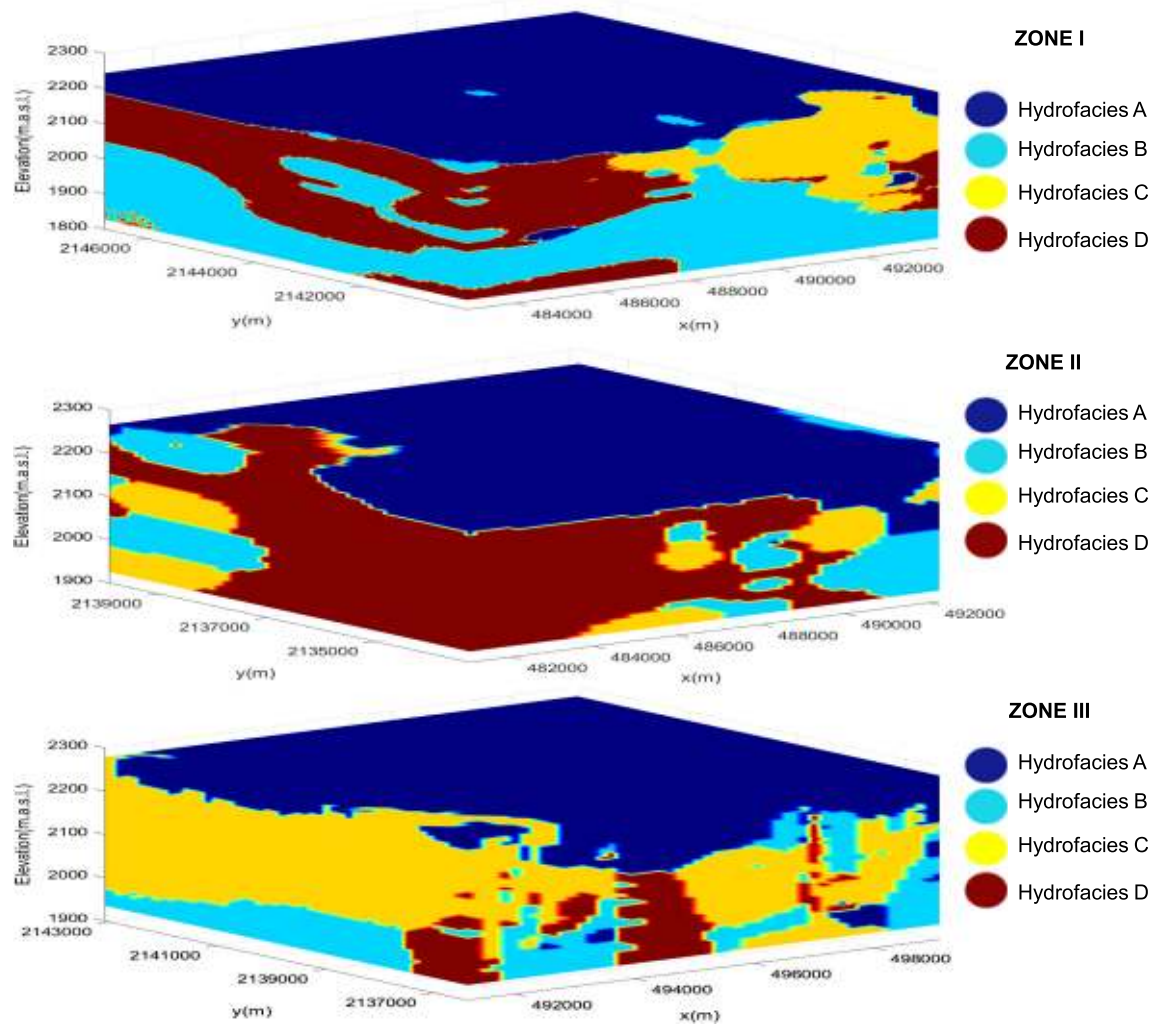 ZONE I
2300
2200
2100
2000
1900
1800
Elevation(m.a.s.l.)
2146000
2144000
2142000
y(m)
484000
486000
488000
490000
492000
x(m)
Hydrofacies A
Hydrofacies B
Hydrofacies C
Hydrofacies D
ZONE II
2300
2200
2100
2000
1900
Elevation(m.a.s.l.)
2139000
2137000
2135000
y(m)
482000
484000
486000
488000
490000
492000
x(m)
Hydrofacies A
Hydrofacies B
Hydrofacies C
Hydrofacies D
ZONE III
2300
2200
2100
2000
1900
Elevation(m.a.s.l.)
2143000
2141000
2139000
2137000
y(m)
492000
494000
496000
498000
x(m)
Hydrofacies A
Hydrofacies B
Hydrofacies C
Hydrofacies D